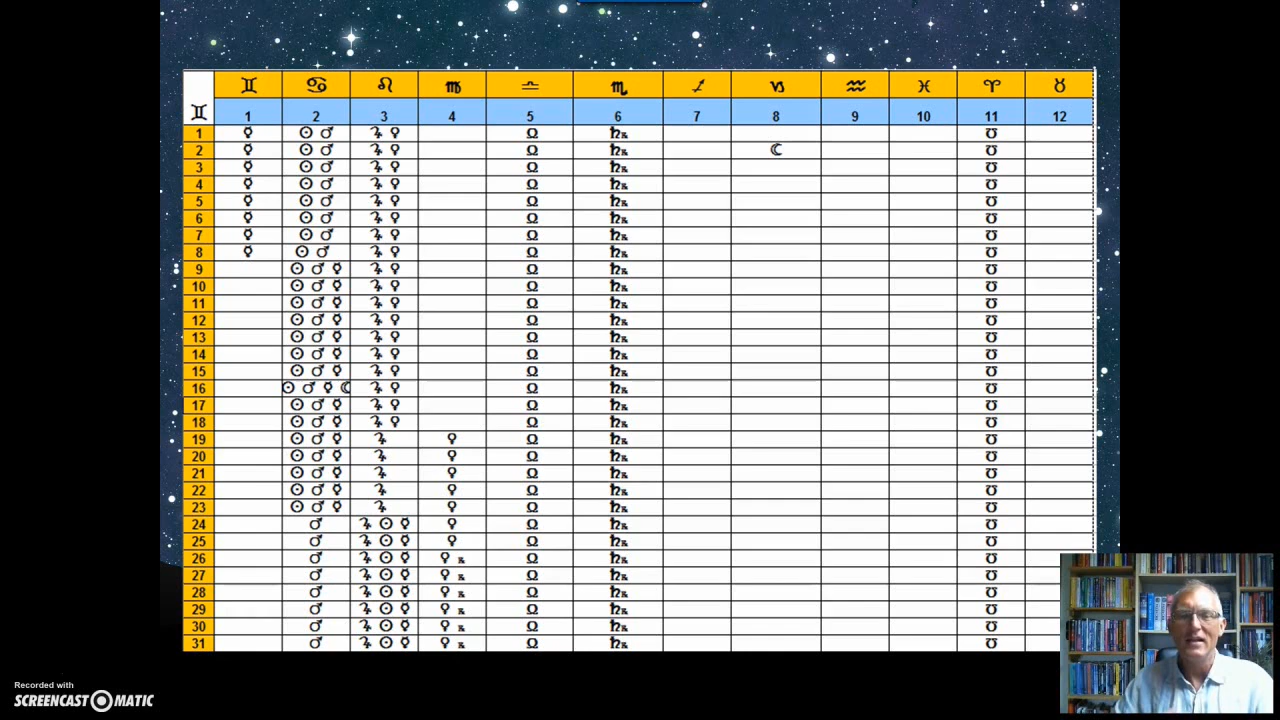 ♊ ♋ ♌ ♍ ♎ ♏ ♐ ♑ ♒ ♓ ♈ ♉
♊ 1 2 3 4 5 6 7 8 9 10 11 12
1 ☿ ☉ ♂ ♃ ♀ ☊ ♄℞ ☋
2 ☿ ☉ ♂ ♃ ♀ ☊ ♄℞ ☾ ☋
3 ☿ ☉ ♂ ♃ ♀ ☊ ♄℞ ☋
4 ☿ ☉ ♂ ♃ ♀ ☊ ♄℞ ☋
5 ☿ ☉ ♂ ♃ ♀ ☊ ♄℞ ☋
6 ☿ ☉ ♂ ♃ ♀ ☊ ♄℞ ☋
7 ☿ ☉ ♂ ♃ ♀ ☊ ♄℞ ☋
8 ☿ ☉ ♂ ♃ ♀ ☊ ♄℞ ☋
9 ☉ ♂ ☿ ♃ ♀ ☊ ♄℞ ☋
10 ☉ ♂ ☿ ♃ ♀ ☊ ♄℞ ☋
11 ☉ ♂ ☿ ♃ ♀ ☊ ♄℞ ☋
12 ☉ ♂ ☿ ♃ ♀ ☊ ♄℞ ☋
13 ☉ ♂ ☿ ♃ ♀ ☊ ♄℞ ☋
14 ☉ ♂ ☿ ♃ ♀ ☊ ♄℞ ☋
15 ☉ ♂ ☿ ♃ ♀ ☊ ♄℞ ☋
16 ☉ ♂ ☿ ☾ ♃ ♀ ☊ ♄℞ ☋
17 ☉ ♂ ☿ ♃ ♀ ☊ ♄℞ ☋
18 ☉ ♂ ☿ ♃ ♀ ☊ ♄℞ ☋
19 ☉ ♂ ☿ ♃ ♀ ☊ ♄℞ ☋
20 ☉ ♂ ☿ ♃ ♀ ☊ ♄℞ ☋
21 ☉ ♂ ☿ ♃ ♀ ☊ ♄℞ ☋
22 ☉ ♂ ☿ ♃ ♀ ☊ ♄℞ ☋
23 ☉ ♂ ☿ ♃ ♀ ☊ ♄℞ ☋
24 ♂ ♃ ☉ ☿ ♀ ☊ ♄℞ ☋
25 ♂ ♃ ☉ ☿ ♀ ☊ ♄℞ ☋
26 ♂ ♃ ☉ ☿ ♀ ℞ ☊ ♄℞ ☋
27 ♂ ♃ ☉ ☿ ♀ ℞ ☊ ♄℞ ☋
28 ♂ ♃ ☉ ☿ ♀ ℞ ☊ ♄℞ ☋
29 ♂ ♃ ☉ ☿ ♀ ℞ ☊ ♄℞ ☋
30 ♂ ♃ ☉ ☿ ♀ ℞ ☊ ♄℞ ☋
31 ♂ ♃ ☉ ☿ ♀ ℞ ☊ ♄℞ ☋
Recorded with
SCREENCAST MATIC